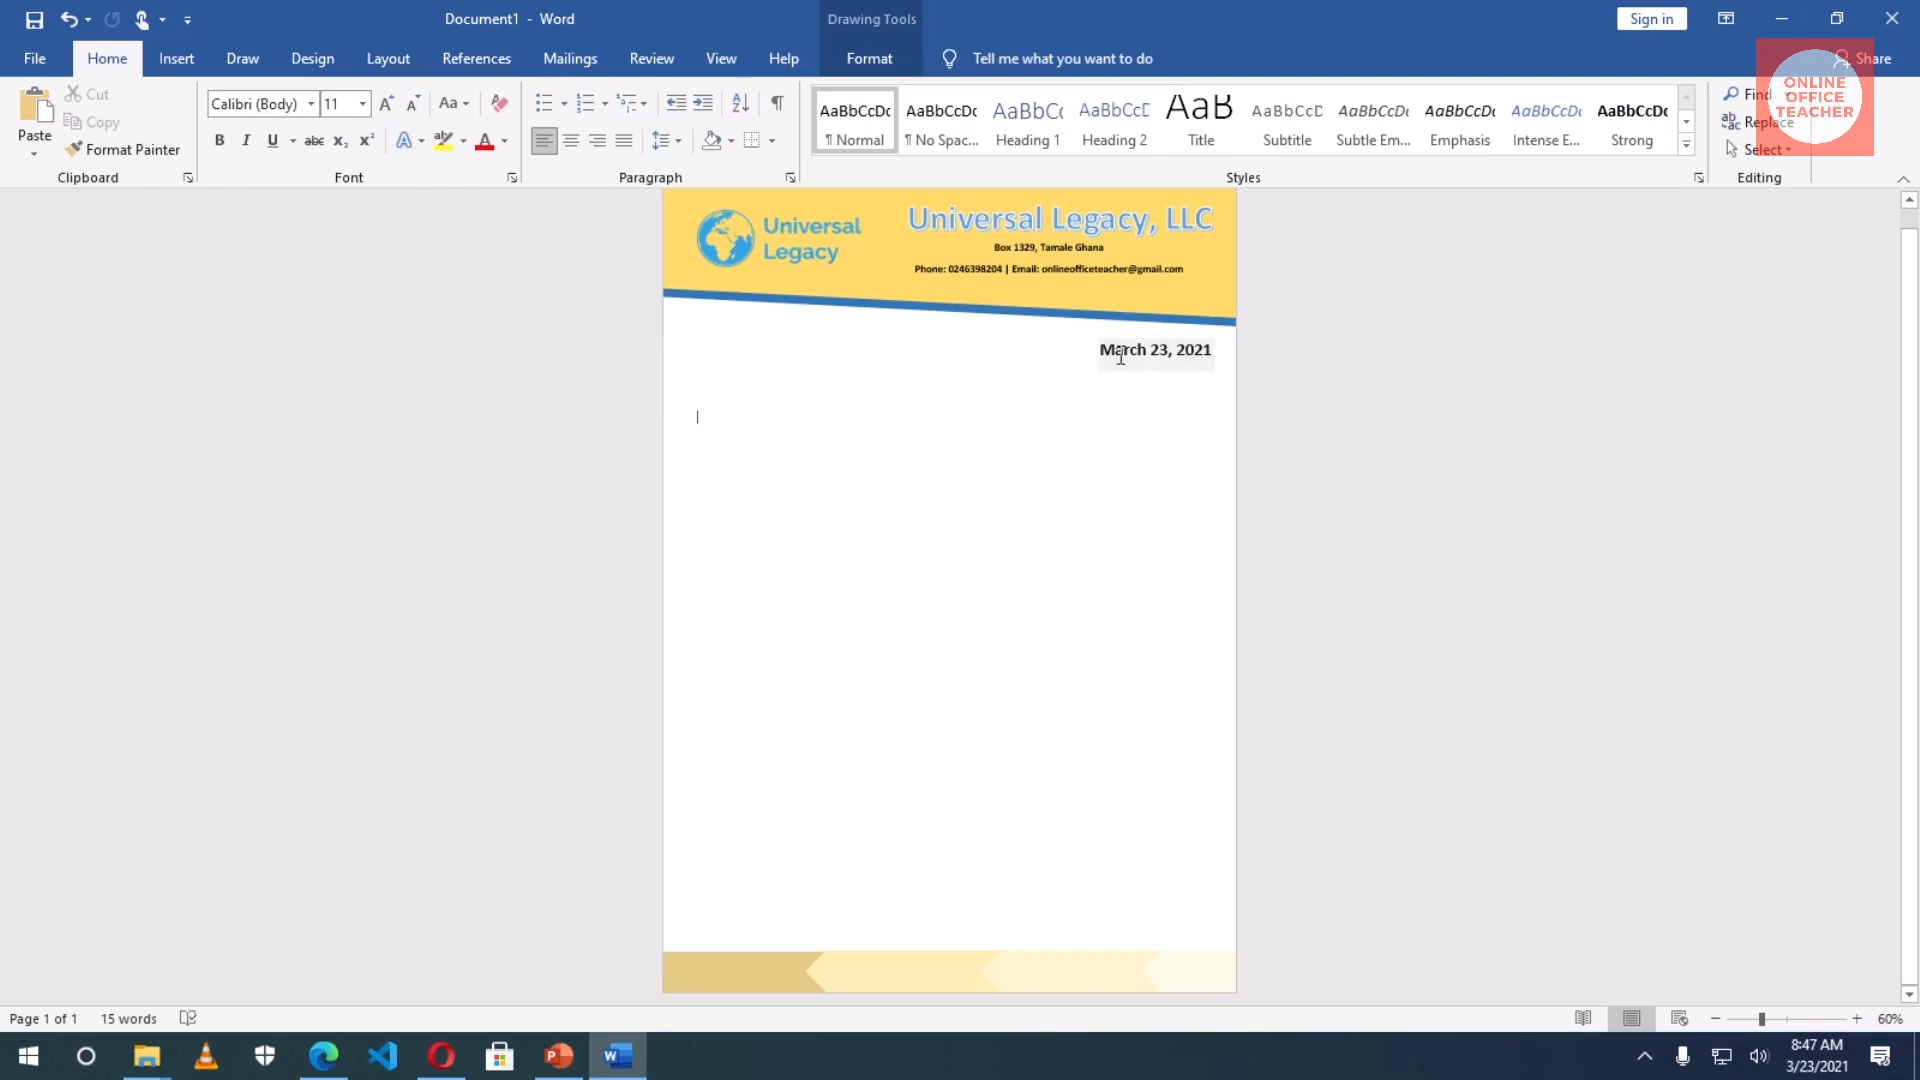 Document1 - Word
Drawing Tools
Sign in
File
Home
Insert
Draw
Design
Layout
References
Mailings
Review
View
Help
Format
Tell me what you want to do
Share
Paste
Cut
Copy
Format Painter
Clipboard
Calibri (Body)
11
Aa
B I U abc x₂ x²
Font
Paragraph
AaBbCcDc
¶ Normal
AaBbCcDc
¶ No Spac...
AaBbCc
Heading 1
AaBbCcD
Heading 2
AaB
Title
AaBbCcD
Subtitle
AaBbCcDc
Subtle Em...
AaBbCcDc
Emphasis
AaBbCcDc
Intense E...
AaBbCcDc
Strong
Styles
Find
Replace
Select
Editing
ONLINE
OFFICE
TEACHER
Universal
Legacy
Universal Legacy, LLC
Box 1329, Tamale Ghana
Phone: 0246398204 | Email: onlineofficeteacher@gmail.com
March 23, 2021
Page 1 of 1
15 words
60%
8:47 AM
3/23/2021